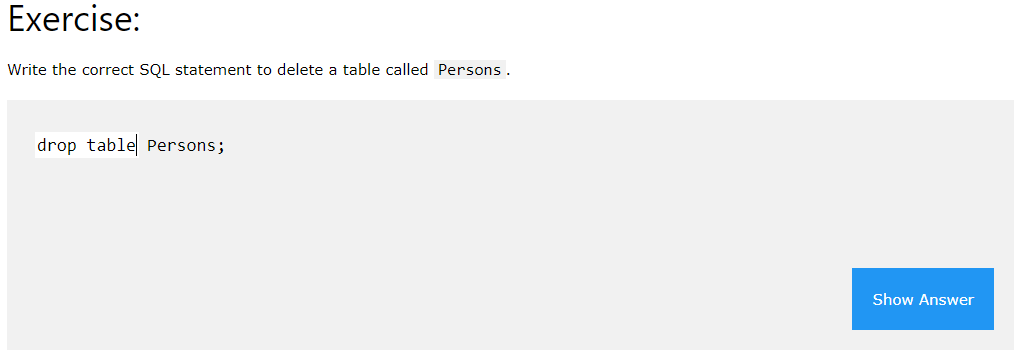 Exercise:
Write the correct SQL statement to delete a table called Persons.
drop table Persons;
Show Answer